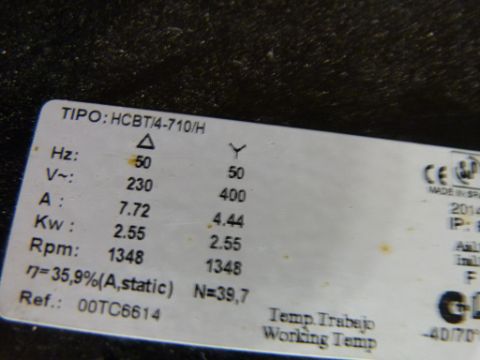 TIPO: HCBT/4-710/H
Δ Y
Hz: 50 50
V~: 230 400
A : 7.72 4.44
Kw : 2.55 2.55
Rpm: 1348 1348
η= 35,9%(A,static) N=39,7
Ref.: 00TC6614
CE
MADE IN
2014
IP:
F
Temp.Trabajo
Working Temp
-40/70°